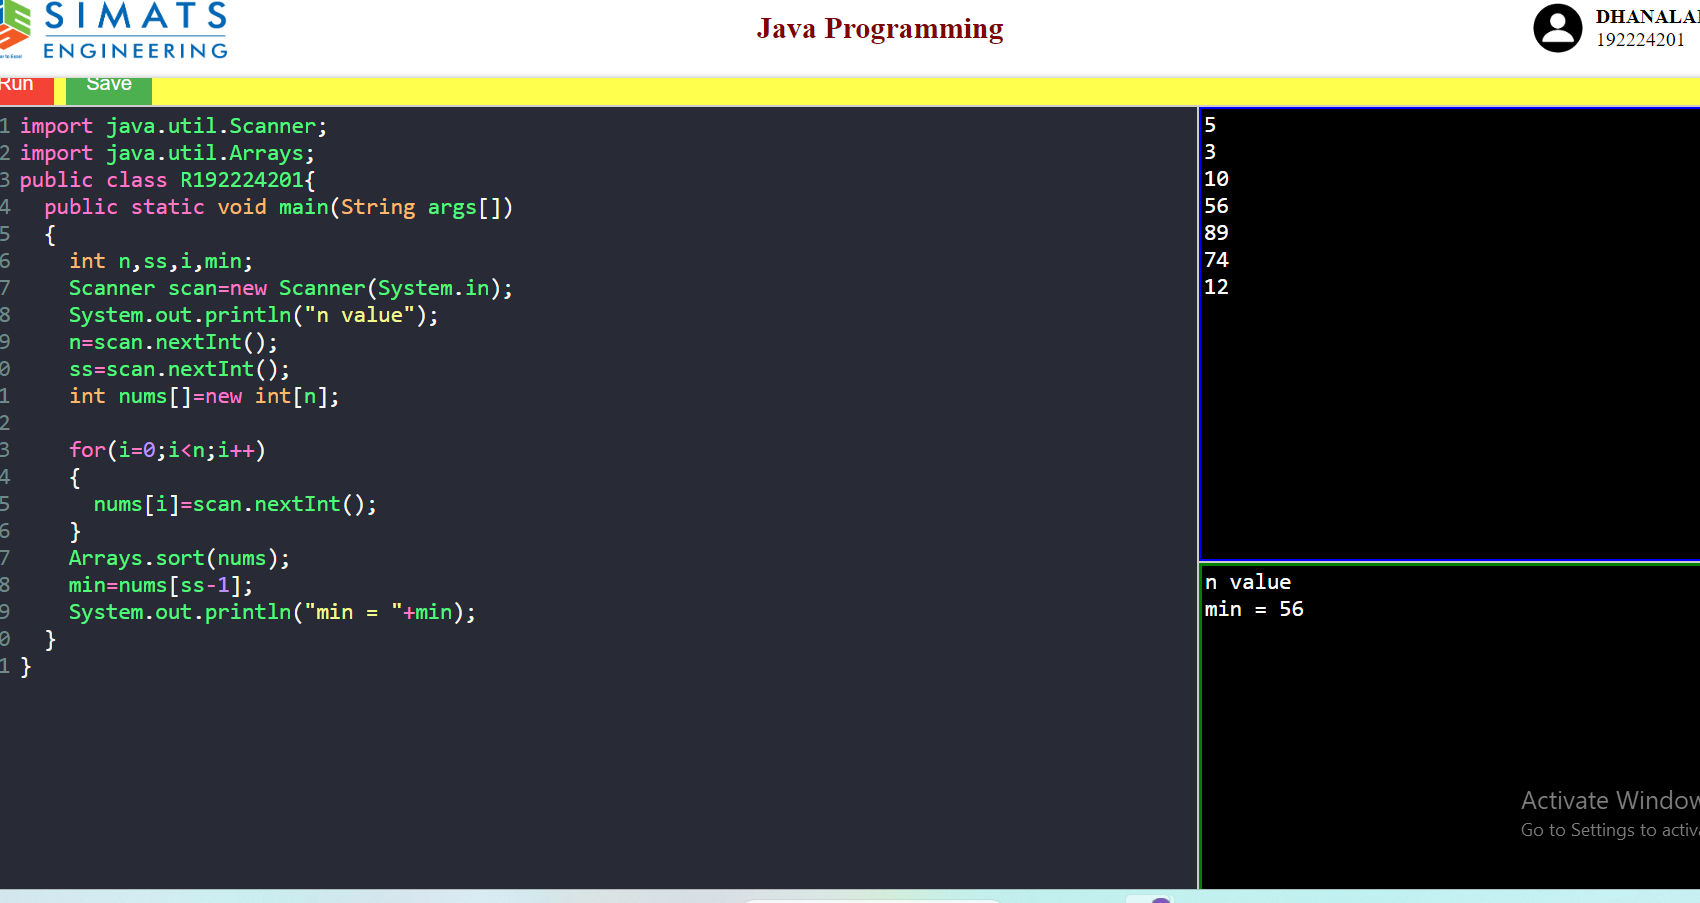 SIMATS
ENGINEERING
Java Programming
192224201
Run
Save
1 import java.util.Scanner;
2 import java.util.Arrays;
3 public class R192224201{
4 public static void main(String args[])
5 {
6 int n,ss,i,min;
7 Scanner scan=new Scanner(System.in);
8 System.out.println("n value");
9 n=scan.nextInt();
0 ss=scan.nextInt();
1 int nums[]=new int[n];
2
3 for(i=0;i<n;i++)
4 {
5 nums[i]=scan.nextInt();
6 }
7 Arrays.sort(nums);
8 min=nums[ss-1];
9 System.out.println("min = "+min);
0 }
1 }
5
3
10
56
89
74
12
n value
min = 56
Activate Window
Go to Settings to activ